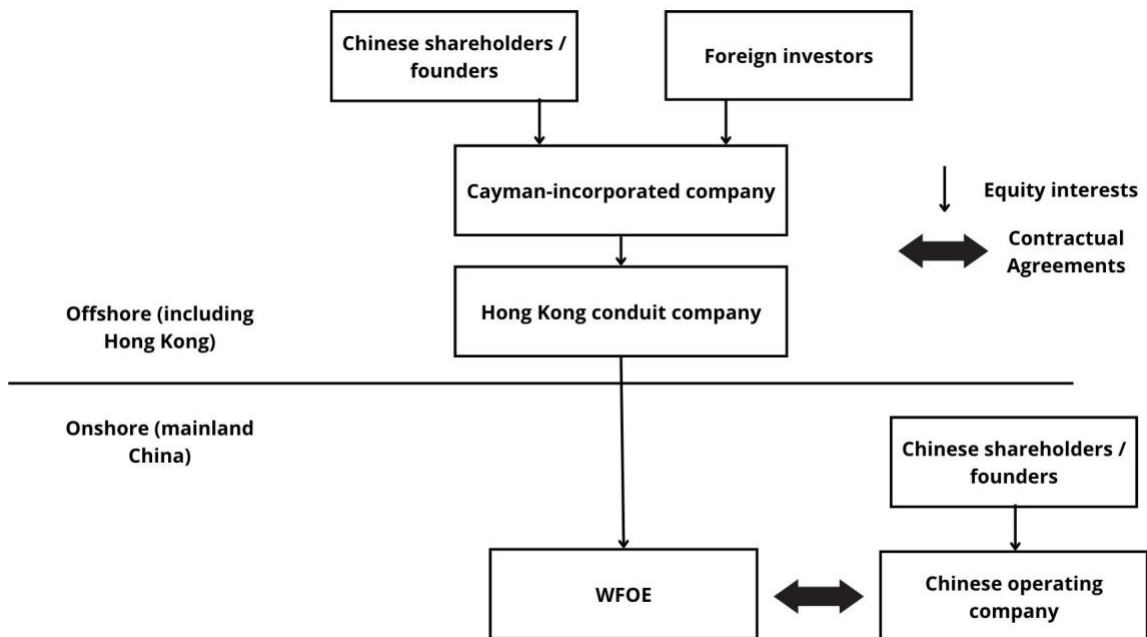 Chinese shareholders /
founders
Foreign investors
Cayman-incorporated company
Equity interests
Contractual
Agreements
Hong Kong conduit company
Offshore (including
Hong Kong)
Onshore (mainland
China)
Chinese shareholders /
founders
WFOE
Chinese operating
company